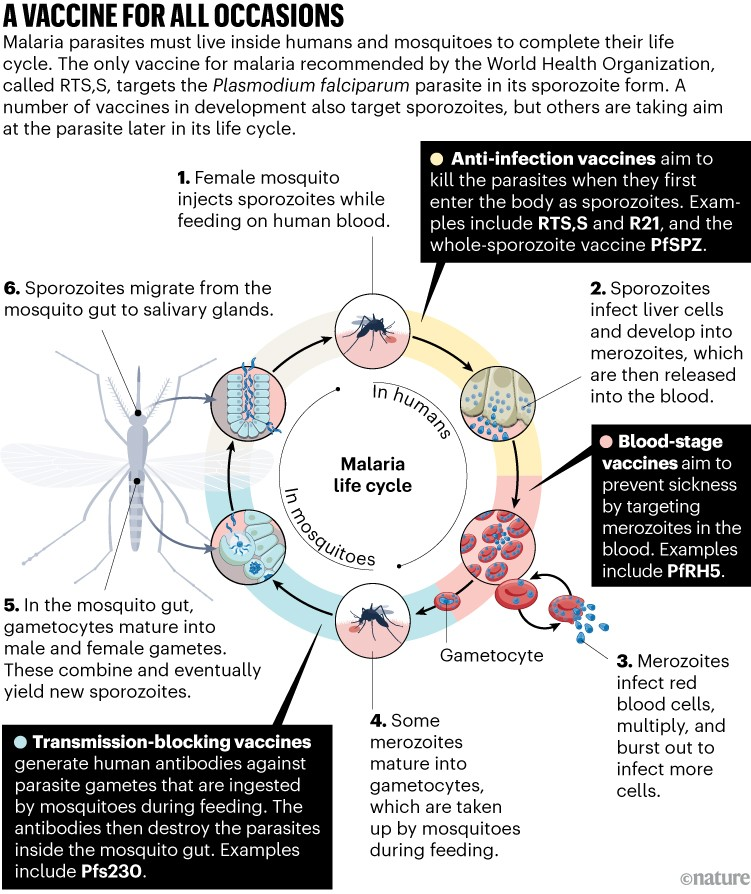 A VACCINE FOR ALL OCCASIONS
Malaria parasites must live inside humans and mosquitoes to complete their life
cycle. The only vaccine for malaria recommended by the World Health Organization,
called RTS,S, targets the Plasmodium falciparum parasite in its sporozoite form. A
number of vaccines in development also target sporozoites, but others are taking aim
at the parasite later in its life cycle.
1. Female mosquito
injects sporozoites while
feeding on human blood.
Anti-infection vaccines aim to
kill the parasites when they first
enter the body as sporozoites. Exam-
ples include RTS,S and R21, and the
whole-sporozoite vaccine PfSPZ.
6. Sporozoites migrate from the
mosquito gut to salivary glands.
2. Sporozoites
infect liver cells
and develop into
merozoites, which
are then released
into the blood.
In humans
Malaria
life cycle
In mosquitoes
Blood-stage
vaccines aim to
prevent sickness
by targeting
merozoites in the
blood. Examples
include PfRH5.
5. In the mosquito gut,
gametocytes mature into
male and female gametes.
These combine and eventually
yield new sporozoites.
Gametocyte
3. Merozoites
infect red
blood cells,
multiply, and
burst out to
infect more
cells.
4. Some
merozoites
mature into
gametocytes,
which are taken
up by mosquitoes
during feeding.
Transmission-blocking vaccines
generate human antibodies against
parasite gametes that are ingested
by mosquitoes during feeding. The
antibodies then destroy the parasites
inside the mosquito gut. Examples
include Pfs230.
©nature